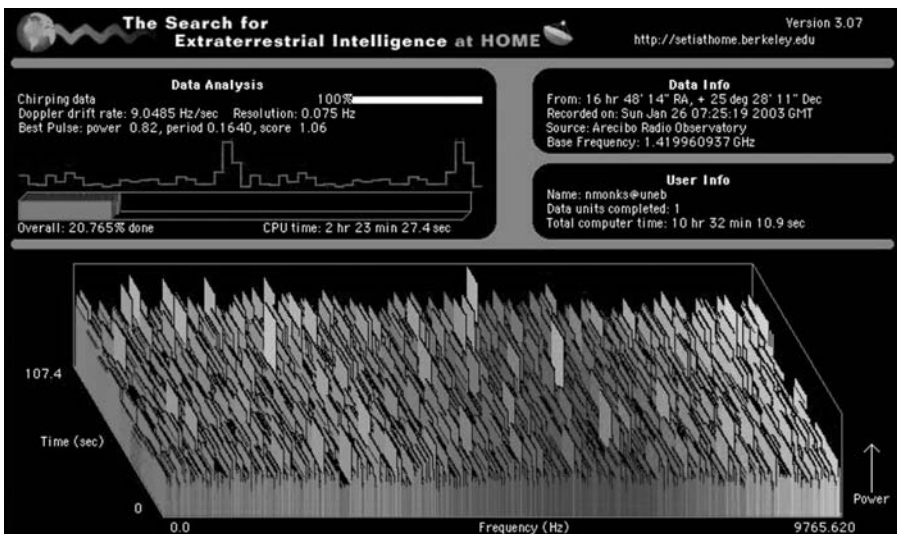 The Search for
Extraterrestrial Intelligence at HOME
Version 3.07
http://setiathome.berkeley.edu
Data Analysis
Chirping data 100%
Doppler drift rate: 9.0485 Hz/sec Resolution: 0.075 Hz
Best Pulse: power 0.82, period 0.1640, score 1.06
Overall: 20.765% done CPU time: 2 hr 23 min 27.4 sec
Data Info
From: 16 hr 48' 14" RA, + 25 deg 28' 11" Dec
Recorded on: Sun Jan 26 07:25:19 2003 GMT
Source: Arecibo Radio Observatory
Base Frequency: 1.419960937 GHz
User Info
Name: nmonks@uneb
Data units completed: 1
Total computer time: 10 hr 32 min 10.9 sec
107.4
Time (sec)
0
Power
0.0 Frequency (Hz) 9765.620